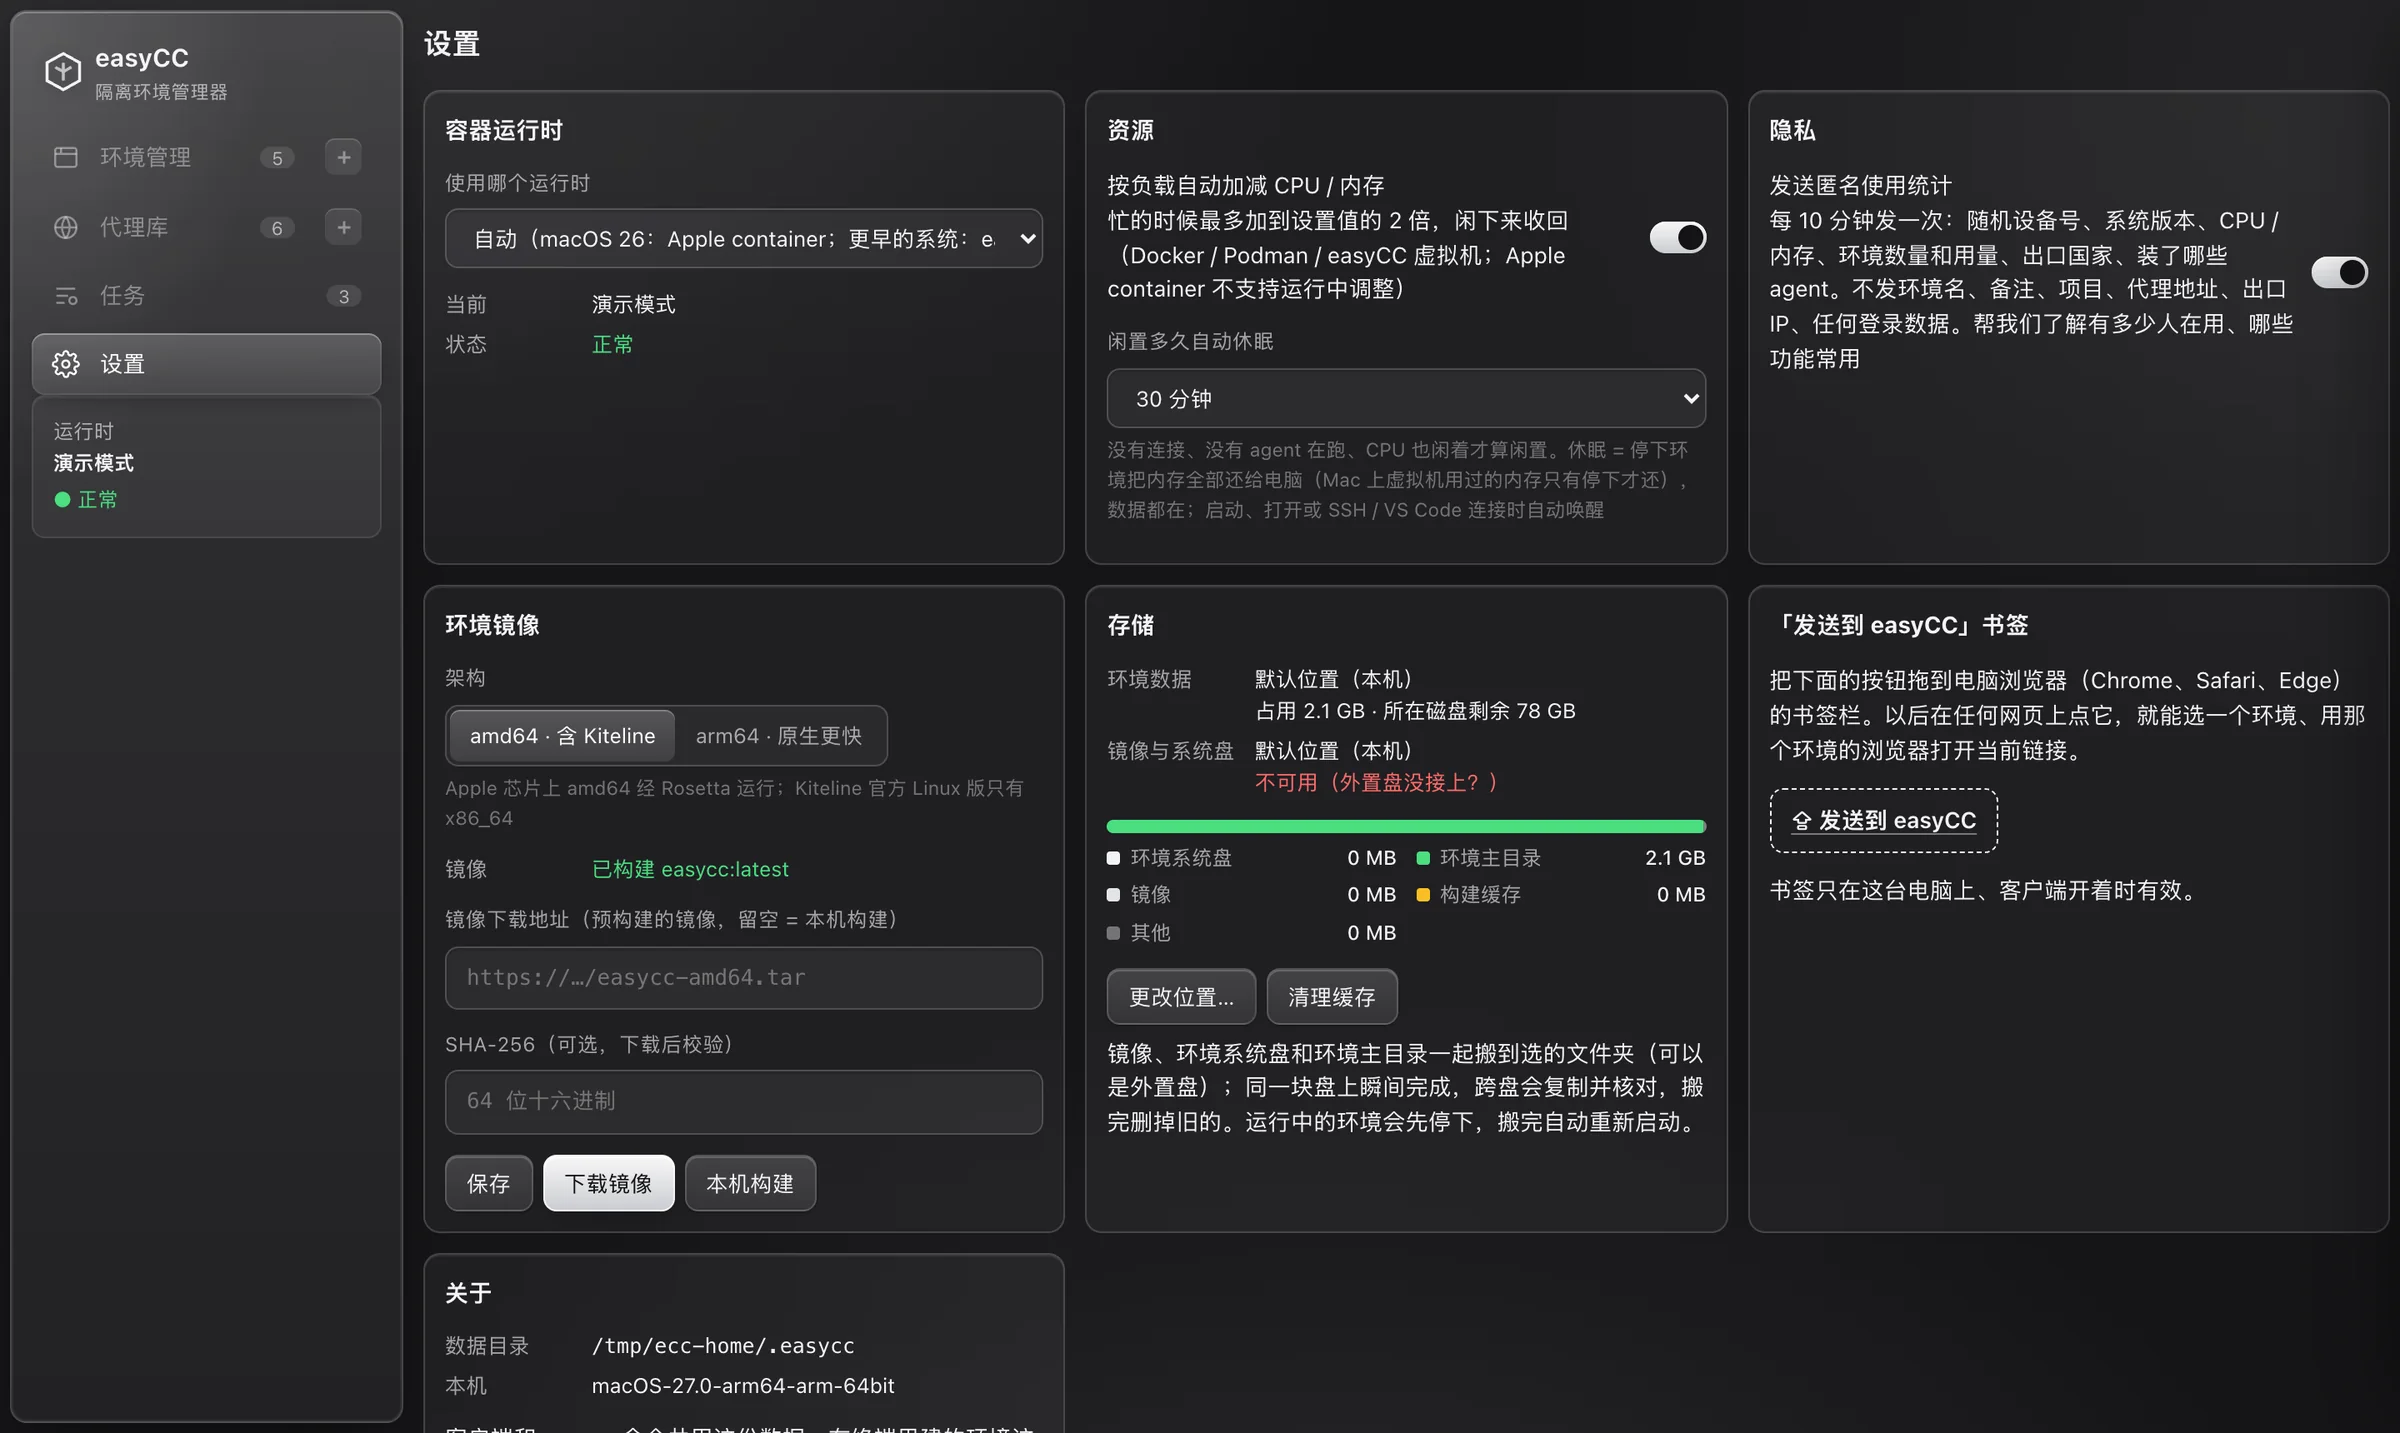 easyCC
隔离环境管理器
环境管理 5 +
代理库 6 +
任务 3
设置
运行时
演示模式
正常
设置
容器运行时
使用哪个运行时
自动（macOS 26：Apple container；更早的系统：e
当前 演示模式
状态 正常
资源
按负载自动加减 CPU / 内存
忙的时候最多加到设置值的 2 倍，闲下来收回
（Docker / Podman / easyCC 虚拟机；Apple
container 不支持运行中调整）
闲置多久自动休眠
30 分钟
没有连接、没有 agent 在跑、CPU 也闲着才算闲置。休眠 = 停下环
境把内存全部还给电脑（Mac 上虚拟机用过的内存只有停下才还），
数据都在；启动、打开或 SSH / VS Code 连接时自动唤醒
隐私
发送匿名使用统计
每 10 分钟发一次：随机设备号、系统版本、CPU /
内存、环境数量和用量、出口国家、装了哪些
agent。不发环境名、备注、项目、代理地址、出口
IP、任何登录数据。帮我们了解有多少人在用、哪些
功能常用
环境镜像
架构
amd64 · 含 Kiteline arm64 · 原生更快
Apple 芯片上 amd64 经 Rosetta 运行；Kiteline 官方 Linux 版只有
x86_64
镜像 已构建 easycc:latest
镜像下载地址（预构建的镜像，留空 = 本机构建）
https://…/easycc-amd64.tar
SHA-256（可选，下载后校验）
64 位十六进制
保存 下载镜像 本机构建
存储
环境数据 默认位置（本机）
占用 2.1 GB · 所在磁盘剩余 78 GB
镜像与系统盘 默认位置（本机）
不可用（外置盘没接上？）
环境系统盘 0 MB 环境主目录 2.1 GB
镜像 0 MB 构建缓存 0 MB
其他 0 MB
更改位置... 清理缓存
镜像、环境系统盘和环境主目录一起搬到选的文件夹（可以
是外置盘）；同一块盘上瞬间完成，跨盘会复制并核对，搬
完删掉旧的。运行中的环境会先停下，搬完自动重新启动。
「发送到 easyCC」书签
把下面的按钮拖到电脑浏览器（Chrome、Safari、Edge）
的书签栏。以后在任何网页上点它，就能选一个环境、用那
个环境的浏览器打开当前链接。
发送到 easyCC
书签只在这台电脑上、客户端开着时有效。
关于
数据目录 /tmp/ecc-home/.easycc
本机 macOS-27.0-arm64-arm-64bit